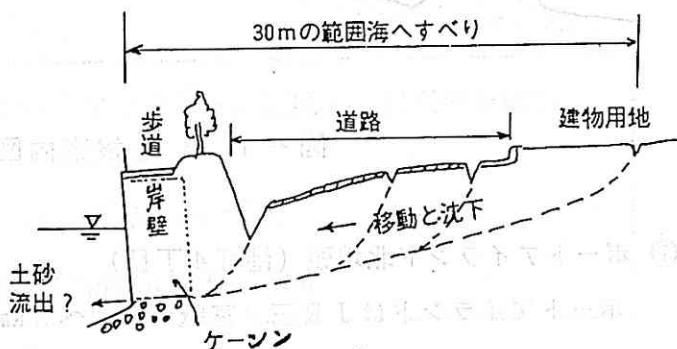 30mの範囲海へすべり
歩道
道路
建物用地
岸壁
移動と沈下
土砂
流出?
ケーソン